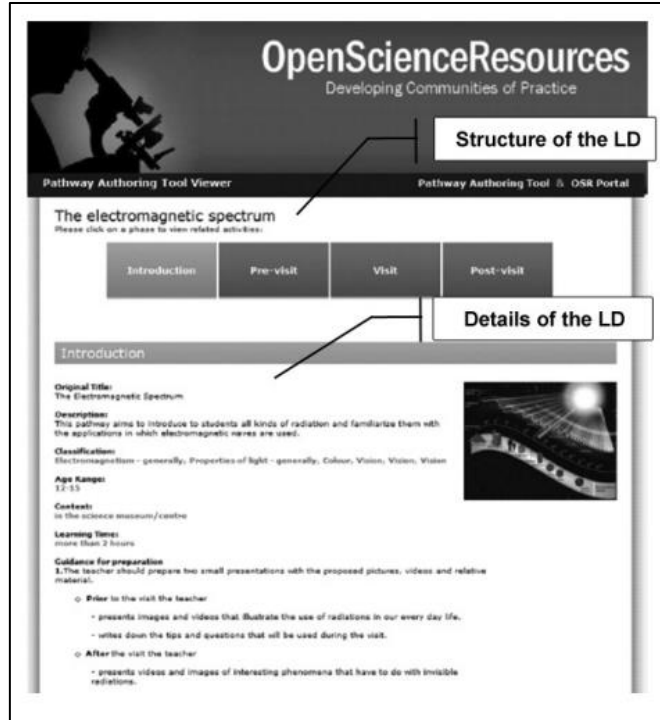 OpenScienceResources
Developing Communities of Practice
Structure of the LD
Pathway Authoring Tool Viewer
Pathway Authoring Tool & OSR Portal
The electromagnetic spectrum
Please click on a phase to view related activities:
Introduction
Pre-visit
Visit
Post-visit
Details of the LD
Introduction
Original Title:
The Electromagnetic Spectrum
Description:
This pathway aims to introduce to students all kinds of radiation and familiarize them with
the applications in which electromagnetic waves are used.
Classification:
Electromagnetism - generally, Properties of light - generally, Colour, Vision, Vision, Vision
Age Range:
12-15
Context:
in the science museum/centre
Learning Time:
more than 2 hours
Guidance for preparation
1.The teacher should prepare two small presentations with the proposed pictures, videos and relative
material.
o Prior to the visit the teacher
- presents images and videos that illustrate the use of radiations in our every day life.
- writes down the tips and questions that will be used during the visit.
o After the visit the teacher
- presents videos and images of interesting phenomena that have to do with invisible
radiations.